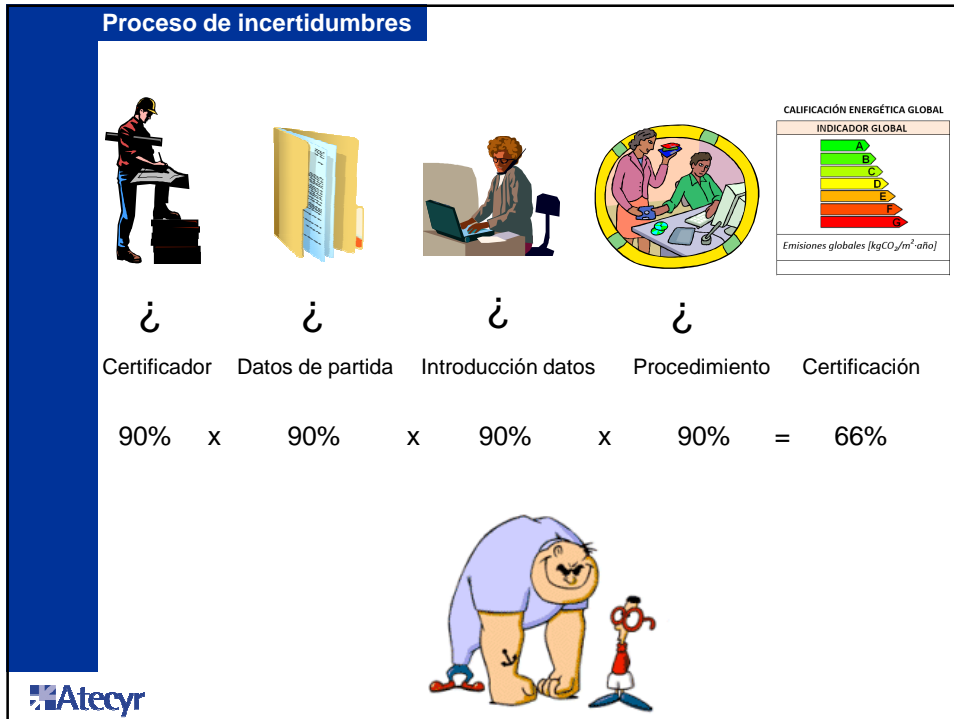 Proceso de incertidumbres
CALIFICACIÓN ENERGÉTICA GLOBAL
INDICADOR GLOBAL
A
B
C
D
E
F
G
Emisiones globales [kgCO₂/m²·año]
¿ ¿ ¿ ¿
Certificador Datos de partida Introducción datos Procedimiento Certificación
90% x 90% x 90% x 90% = 66%
Atecyr